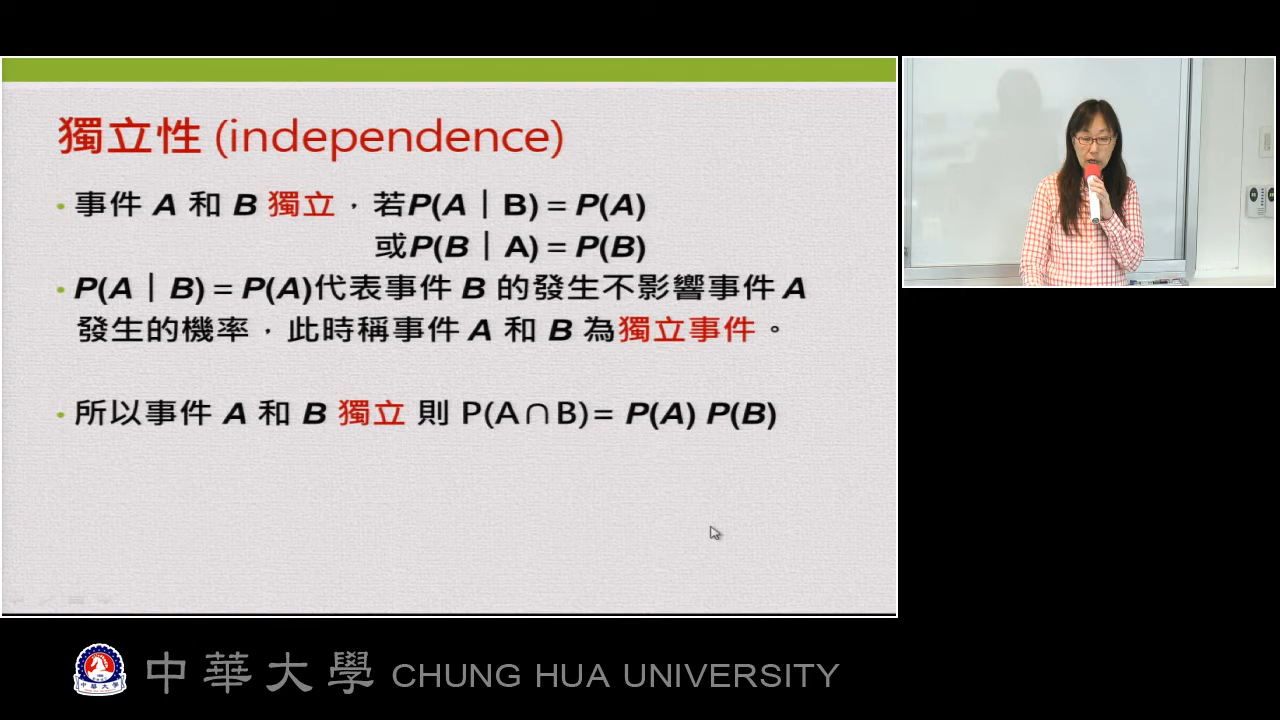 獨立性 (independence)
• 事件 A 和 B 獨立，若P(A｜B) = P(A)
或P(B｜A) = P(B)
• P(A｜B) = P(A)代表事件 B 的發生不影響事件 A
發生的機率，此時稱事件 A 和 B 為獨立事件。
• 所以事件 A 和 B 獨立 則 P(A∩B)= P(A) P(B)
中華大學 CHUNG HUA UNIVERSITY